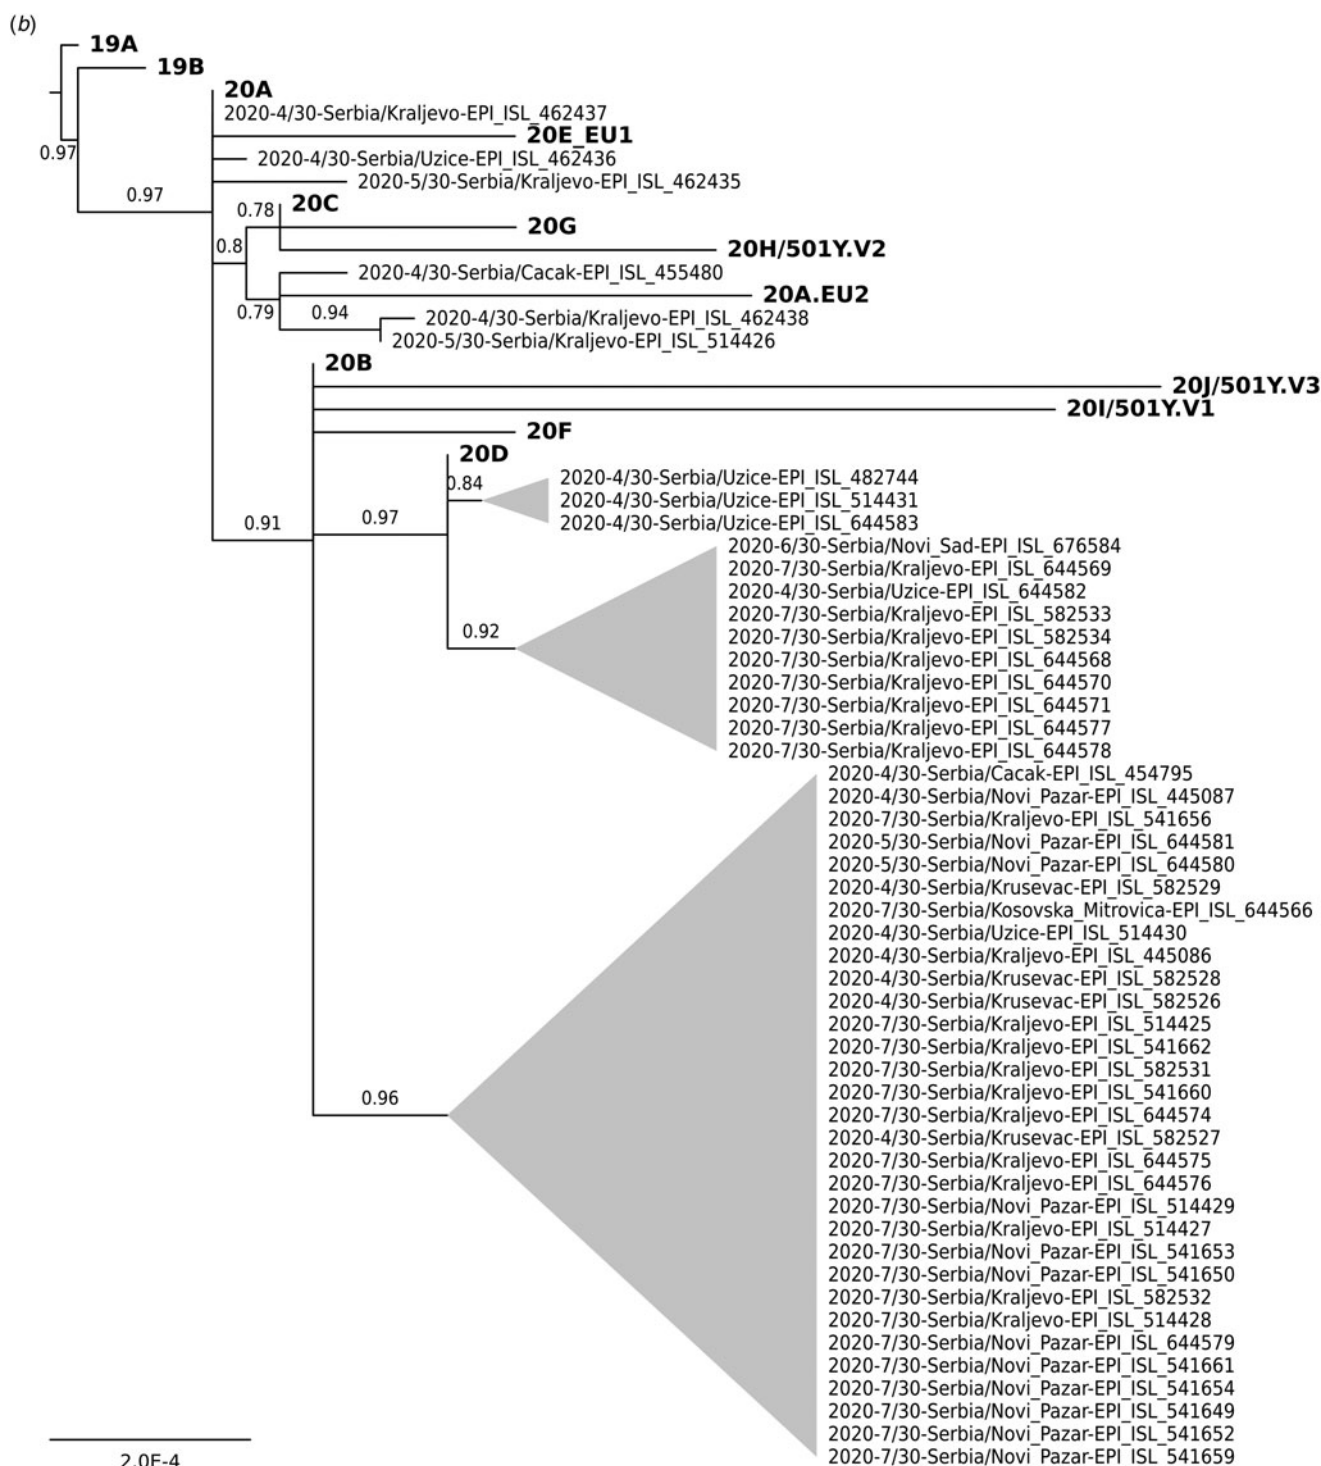 (b)
19A
19B
20A
2020-4/30-Serbia/Kraljevo-EPI_ISL_462437
20E_EU1
0.97
2020-4/30-Serbia/Uzice-EPI_ISL_462436
2020-5/30-Serbia/Kraljevo-EPI_ISL_462435
0.97
20C
0.78
20G
0.8
20H/501Y.V2
2020-4/30-Serbia/Cacak-EPI_ISL_455480
20A.EU2
0.79
0.94
2020-4/30-Serbia/Kraljevo-EPI_ISL_462438
2020-5/30-Serbia/Kraljevo-EPI_ISL_514426
20B
20J/501Y.V3
20I/501Y.V1
20F
20D
0.84
2020-4/30-Serbia/Uzice-EPI_ISL_482744
2020-4/30-Serbia/Uzice-EPI_ISL_514431
0.91
0.97
2020-4/30-Serbia/Uzice-EPI_ISL_644583
2020-6/30-Serbia/Novi_Sad-EPI_ISL_676584
2020-7/30-Serbia/Kraljevo-EPI_ISL_644569
2020-4/30-Serbia/Uzice-EPI_ISL_644582
2020-7/30-Serbia/Kraljevo-EPI_ISL_582533
0.92
2020-7/30-Serbia/Kraljevo-EPI_ISL_582534
2020-7/30-Serbia/Kraljevo-EPI_ISL_644568
2020-7/30-Serbia/Kraljevo-EPI_ISL_644570
2020-7/30-Serbia/Kraljevo-EPI_ISL_644571
2020-7/30-Serbia/Kraljevo-EPI_ISL_644577
2020-7/30-Serbia/Kraljevo-EPI_ISL_644578
2020-4/30-Serbia/Cacak-EPI_ISL_454795
2020-4/30-Serbia/Novi_Pazar-EPI_ISL_445087
2020-7/30-Serbia/Kraljevo-EPI_ISL_541656
2020-5/30-Serbia/Novi_Pazar-EPI_ISL_644581
2020-5/30-Serbia/Novi_Pazar-EPI_ISL_644580
2020-4/30-Serbia/Krusevac-EPI_ISL_582529
2020-7/30-Serbia/Kosovska_Mitrovica-EPI_ISL_644566
2020-4/30-Serbia/Uzice-EPI_ISL_514430
2020-4/30-Serbia/Kraljevo-EPI_ISL_445086
2020-4/30-Serbia/Krusevac-EPI_ISL_582528
2020-4/30-Serbia/Krusevac-EPI_ISL_582526
2020-7/30-Serbia/Kraljevo-EPI_ISL_514425
2020-7/30-Serbia/Kraljevo-EPI_ISL_541662
2020-7/30-Serbia/Kraljevo-EPI_ISL_582531
2020-7/30-Serbia/Kraljevo-EPI_ISL_541660
0.96
2020-7/30-Serbia/Kraljevo-EPI_ISL_644574
2020-4/30-Serbia/Krusevac-EPI_ISL_582527
2020-7/30-Serbia/Kraljevo-EPI_ISL_644575
2020-7/30-Serbia/Kraljevo-EPI_ISL_644576
2020-7/30-Serbia/Novi_Pazar-EPI_ISL_514429
2020-7/30-Serbia/Kraljevo-EPI_ISL_514427
2020-7/30-Serbia/Novi_Pazar-EPI_ISL_541653
2020-7/30-Serbia/Novi_Pazar-EPI_ISL_541650
2020-7/30-Serbia/Kraljevo-EPI_ISL_582532
2020-7/30-Serbia/Kraljevo-EPI_ISL_514428
2020-7/30-Serbia/Novi_Pazar-EPI_ISL_644579
2020-7/30-Serbia/Novi_Pazar-EPI_ISL_541661
2020-7/30-Serbia/Novi_Pazar-EPI_ISL_541654
2020-7/30-Serbia/Novi_Pazar-EPI_ISL_541649
2020-7/30-Serbia/Novi_Pazar-EPI_ISL_541652
2020-7/30-Serbia/Novi_Pazar-EPI_ISL_541659
2.0E-4